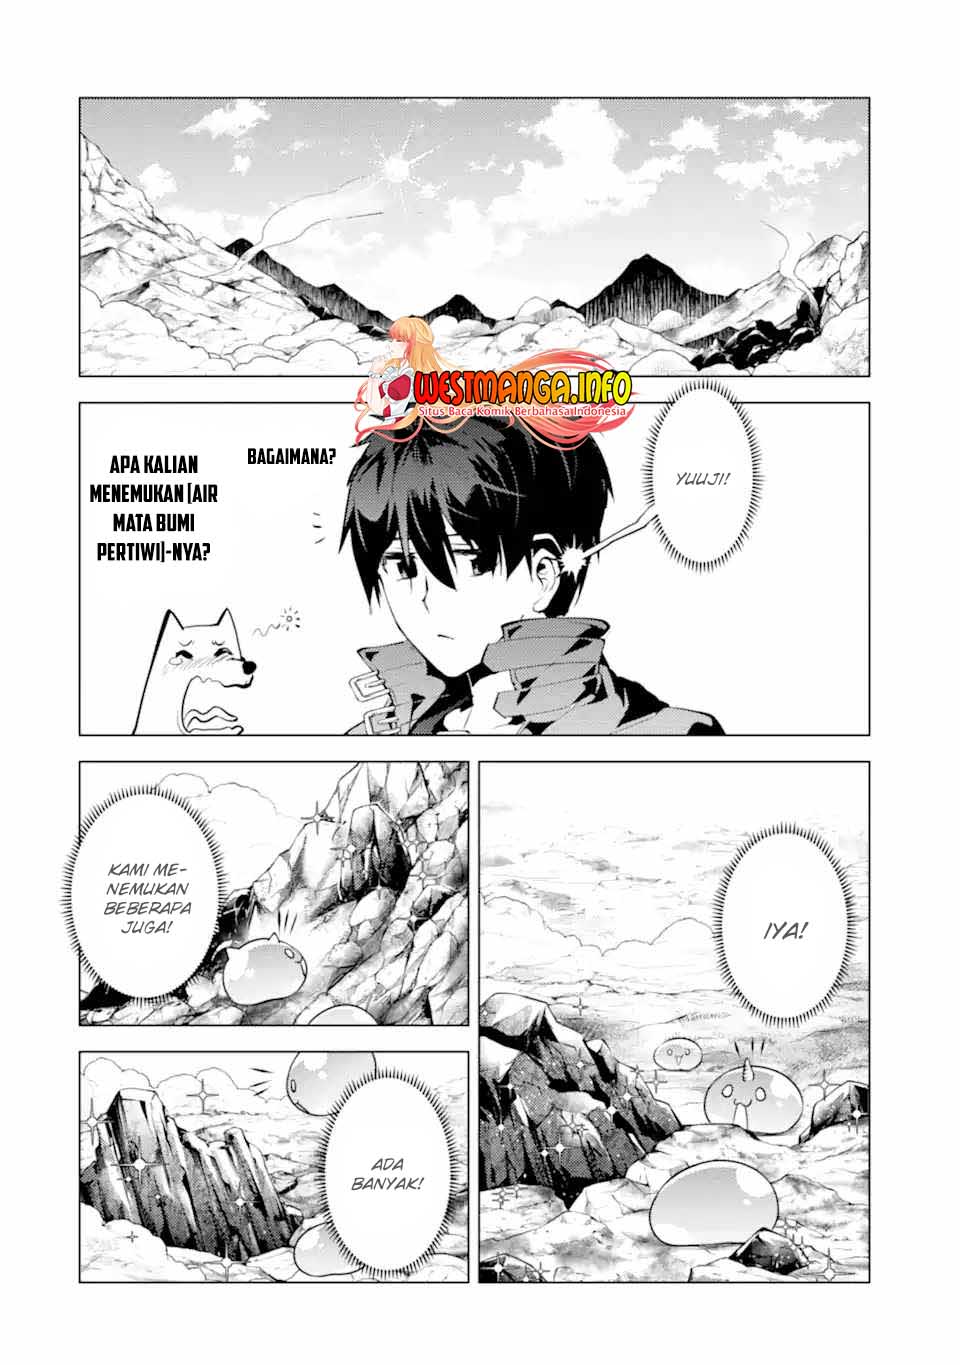 WESTMANGA.INFO
Situs Baca Komik Berbahasa Indonesia
YUUJI!
BAGAIMANA?
APA KALIAN
MENEMUKAN [AIR
MATA BUMI
PERTIWI]-NYA?
IYA!
KAMI ME-
NEMUKAN
BEBERAPA
JUGA!
ADA
BANYAK!